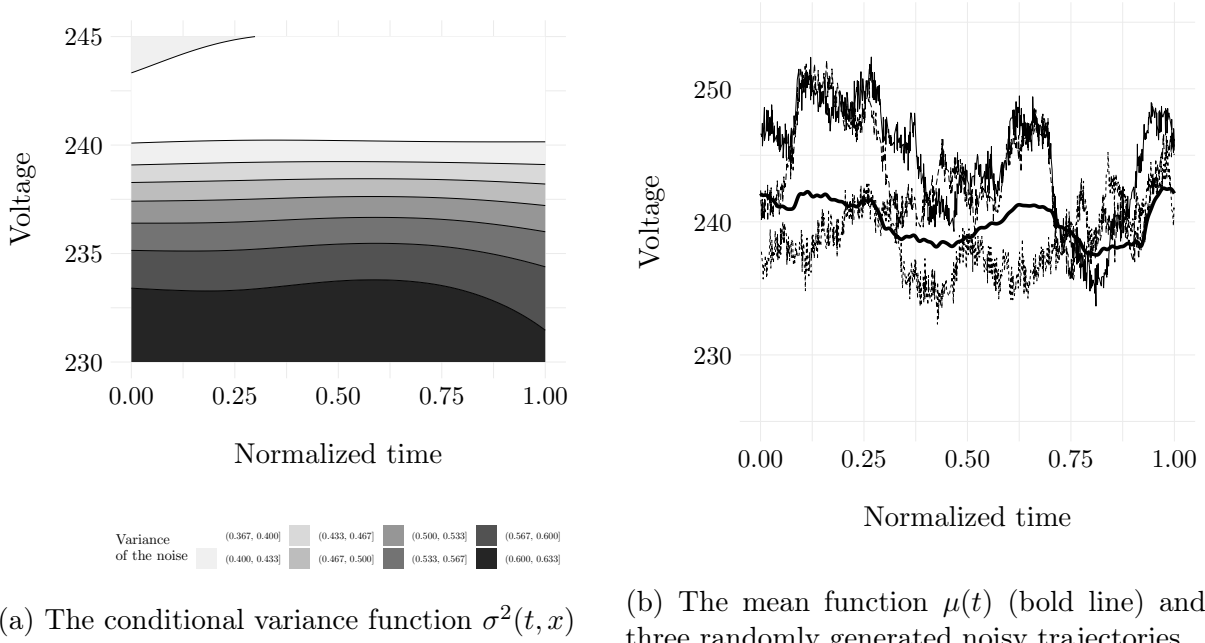 245
240
235
230
Voltage
0.00 0.25 0.50 0.75 1.00
Normalized time
Variance
of the noise
(0.367, 0.400] (0.433, 0.467] (0.500, 0.533] (0.567, 0.600]
(0.400, 0.433] (0.467, 0.500] (0.533, 0.567] (0.600, 0.633]
(a) The conditional variance function σ²(t, x)
250
240
230
Voltage
0.00 0.25 0.50 0.75 1.00
Normalized time
(b) The mean function μ(t) (bold line) and
three randomly generated noisy trajectories